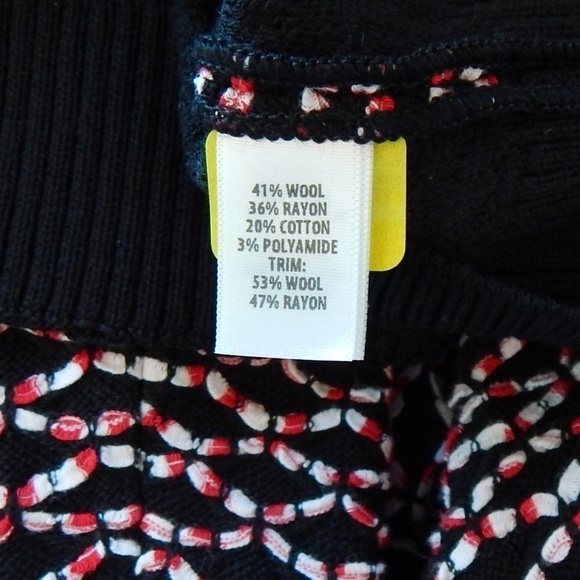 41% WOOL
36% RAYON
20% COTTON
3% POLYAMIDE
TRIM:
53% WOOL
47% RAYON